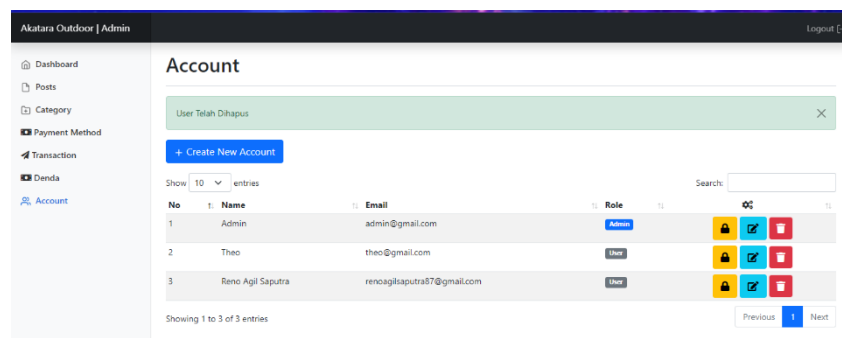 Akatara Outdoor | Admin
Logout
Dashboard
Posts
Category
Payment Method
Transaction
Denda
Account
Account
User Telah Dihapus
+ Create New Account
Show 10 entries
Search:
No Name Email Role
1 Admin admin@gmail.com Admin
2 Theo theo@gmail.com User
3 Reno Agil Saputra renoagilsaputra87@gmail.com User
Showing 1 to 3 of 3 entries
Previous 1 Next